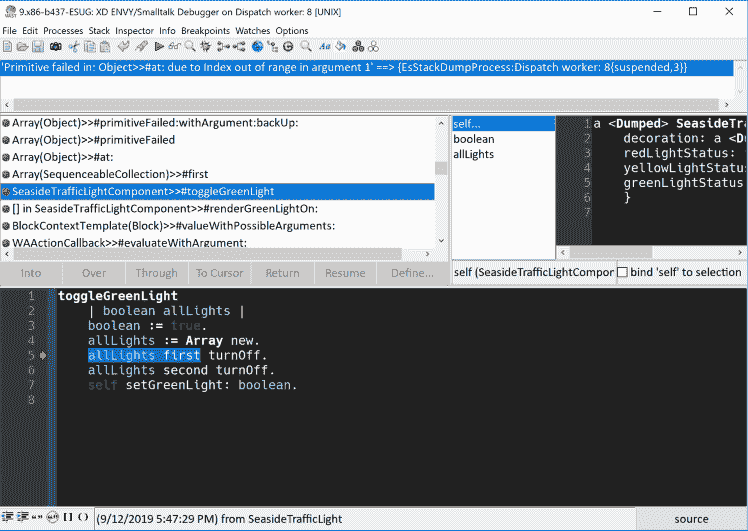 9.x86-b437-ESUG: XD ENVY/Smalltalk Debugger on Dispatch worker: 8 [UNIX]
File Edit Processes Stack Inspector Info Breakpoints Watches Options
'Primitive failed in: Object>>#at: due to Index out of range in argument 1' ==> {EsStackDumpProcess:Dispatch worker: 8{suspended,3}}
Array(Object)>>#primitiveFailed:withArgument:backUp:
Array(Object)>>#primitiveFailed
Array(Object)>>#at:
Array(SequenceableCollection)>>#first
SeasideTrafficLightComponent>>#toggleGreenLight
[] in SeasideTrafficLightComponent>>#renderGreenLightOn:
BlockContextTemplate(Block)>>#valueWithPossibleArguments:
WAActionCallback>>#evaluateWithArgument:
self...
boolean
allLights
1 a <Dumped> SeasideTra
2 decoration: a <Du
3 redLightStatus:
4 yellowLightStatus
5 greenLightStatus
6 }
7
Into Over Through To Cursor Return Resume Define...
self (SeasideTrafficLightCompor bind 'self' to selection
1 toggleGreenLight
2 | boolean allLights |
3 boolean := true.
4 allLights := Array new.
5 allLights first turnOff.
6 allLights second turnOff.
7 self setGreenLight: boolean.
8
(9/12/2019 5:47:29 PM) from SeasideTrafficLight
source